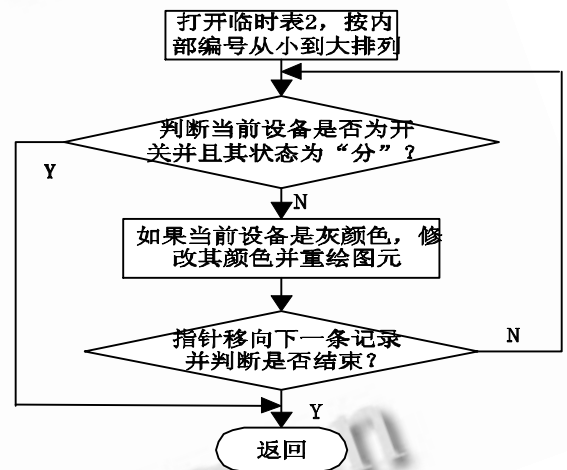 打开临时表2，按内
部编号从小到大排列
判断当前设备是否为开
关并且其状态为“分”？
Y
N
如果当前设备是灰颜色，修
改其颜色并重绘图元
指针移向下一条记录
并判断是否结束？
N
Y
返回